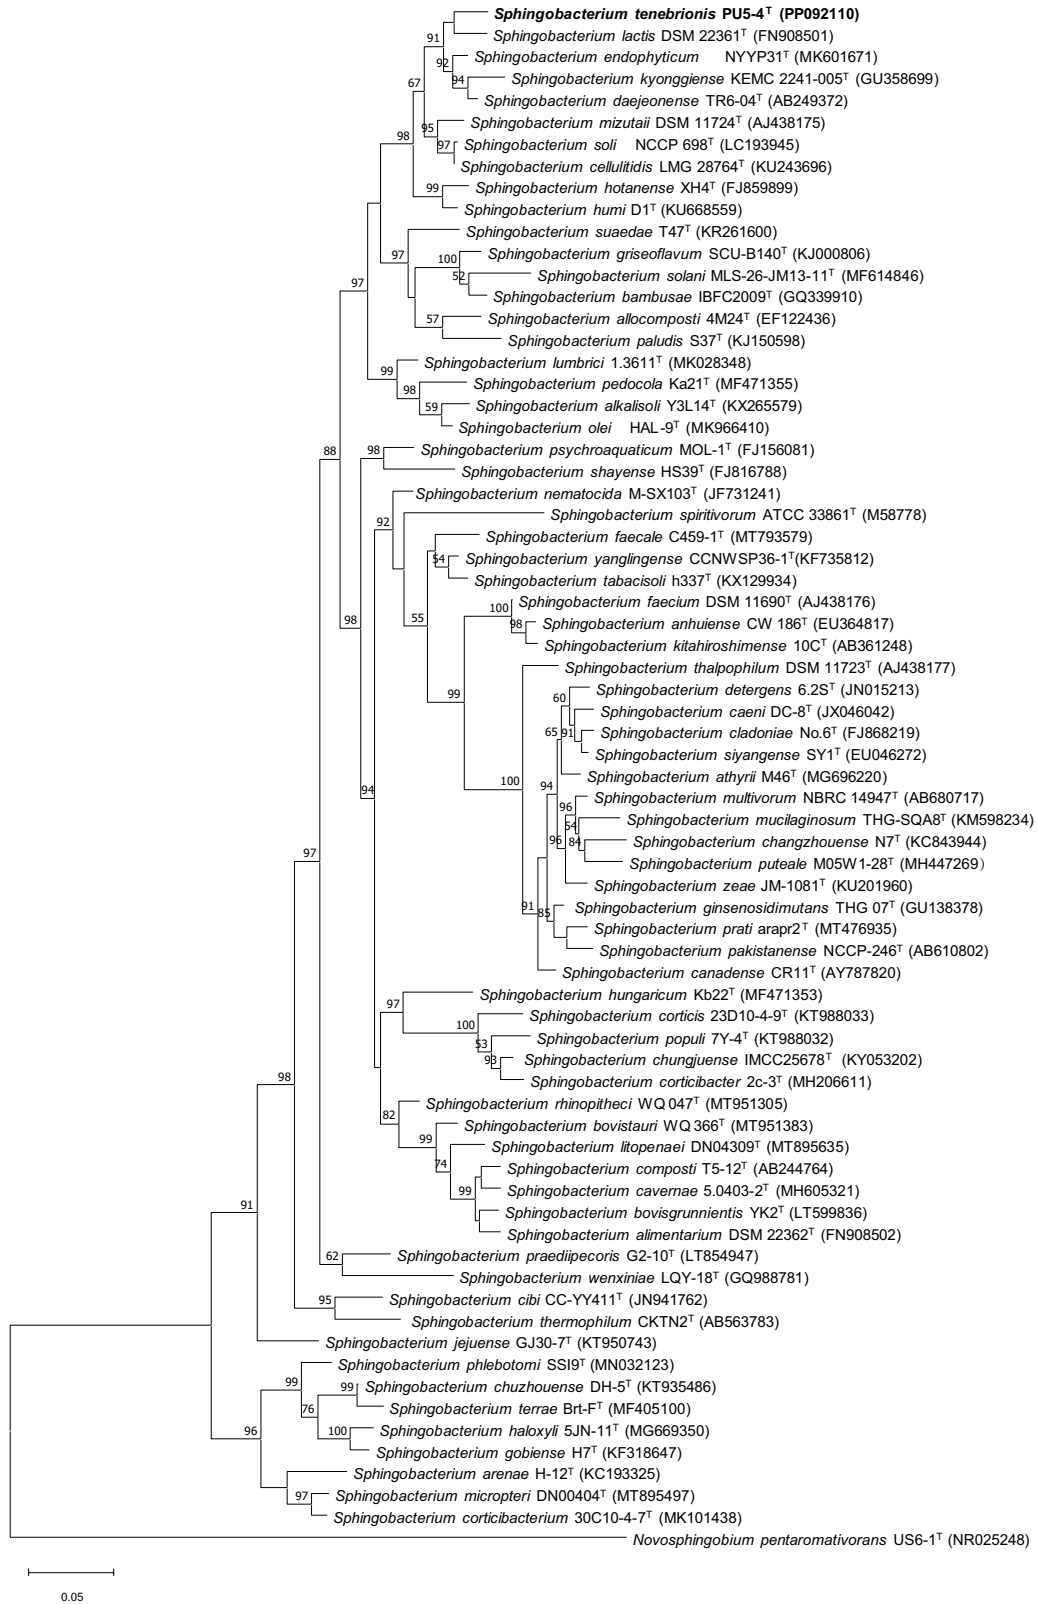 Sphingobacterium tenebrionis PU5-4ᵀ (PP092110)
91
Sphingobacterium lactis DSM 22361ᵀ (FN908501)
Sphingobacterium endophyticum NYYP31ᵀ (MK601671)
92
Sphingobacterium kyonggiense KEMC 2241-005ᵀ (GU358699)
94
67
Sphingobacterium daejeonense TR6-04ᵀ (AB249372)
Sphingobacterium mizutaii DSM 11724ᵀ (AJ438175)
95
98
Sphingobacterium soli NCCP 698ᵀ (LC193945)
97
Sphingobacterium cellulitidis LMG 28764ᵀ (KU243696)
99
Sphingobacterium hotanense XH4ᵀ (FJ859899)
Sphingobacterium humi D1ᵀ (KU668559)
Sphingobacterium suaedae T47ᵀ (KR261600)
97
Sphingobacterium griseoflavum SCU-B140ᵀ (KJ000806)
100
Sphingobacterium solani MLS-26-JM13-11ᵀ (MF614846)
52
97
Sphingobacterium bambusae IBFC2009ᵀ (GQ339910)
57
Sphingobacterium allocomposti 4M24ᵀ (EF122436)
Sphingobacterium paludis S37ᵀ (KJ150598)
Sphingobacterium lumbrici 1.3611ᵀ (MK028348)
99
Sphingobacterium pedocola Ka21ᵀ (MF471355)
98
Sphingobacterium alkalisoli Y3L14ᵀ (KX265579)
59
Sphingobacterium olei HAL-9ᵀ (MK966410)
88
98
Sphingobacterium psychroaquaticum MOL-1ᵀ (FJ156081)
Sphingobacterium shayense HS39ᵀ (FJ816788)
Sphingobacterium nematocida M-SX103ᵀ (JF731241)
92
Sphingobacterium spiritivorum ATCC 33861ᵀ (M58778)
Sphingobacterium faecale C459-1ᵀ (MT793579)
54
Sphingobacterium yanglingense CCNWSP36-1ᵀ(KF735812)
Sphingobacterium tabacisoli h337ᵀ (KX129934)
100
Sphingobacterium faecium DSM 11690ᵀ (AJ438176)
98
55
98
Sphingobacterium anhuiense CW 186ᵀ (EU364817)
Sphingobacterium kitahiroshimense 10Cᵀ (AB361248)
Sphingobacterium thalpophilum DSM 11723ᵀ (AJ438177)
99
Sphingobacterium detergens 6.2Sᵀ (JN015213)
60
Sphingobacterium caeni DC-8ᵀ (JX046042)
65
91
Sphingobacterium cladoniae No.6ᵀ (FJ868219)
Sphingobacterium siyangense SY1ᵀ (EU046272)
100
Sphingobacterium athyrii M46ᵀ (MG696220)
94
94
Sphingobacterium multivorum NBRC 14947ᵀ (AB680717)
96
Sphingobacterium mucilaginosum THG-SQA8ᵀ (KM598234)
54
96
84
Sphingobacterium changzhouense N7ᵀ (KC843944)
97
Sphingobacterium puteale M05W1-28ᵀ (MH447269)
Sphingobacterium zeae JM-1081ᵀ (KU201960)
91
85
Sphingobacterium ginsenosidimutans THG 07ᵀ (GU138378)
Sphingobacterium prati arapr2ᵀ (MT476935)
Sphingobacterium pakistanense NCCP-246ᵀ (AB610802)
Sphingobacterium canadense CR11ᵀ (AY787820)
97
Sphingobacterium hungaricum Kb22ᵀ (MF471353)
100
Sphingobacterium corticis 23D10-4-9ᵀ (KT988033)
53
Sphingobacterium populi 7Y-4ᵀ (KT988032)
93
Sphingobacterium chungjuense IMCC25678ᵀ (KY053202)
98
Sphingobacterium corticibacter 2c-3ᵀ (MH206611)
Sphingobacterium rhinopitheci WQ 047ᵀ (MT951305)
82
Sphingobacterium bovistauri WQ 366ᵀ (MT951383)
99
Sphingobacterium litopenaei DN04309ᵀ (MT895635)
74
Sphingobacterium composti T5-12ᵀ (AB244764)
99
Sphingobacterium cavernae 5.0403-2ᵀ (MH605321)
91
Sphingobacterium bovisgrunnientis YK2ᵀ (LT599836)
Sphingobacterium alimentarium DSM 22362ᵀ (FN908502)
62
Sphingobacterium praediipecoris G2-10ᵀ (LT854947)
Sphingobacterium wenxiniae LQY-18ᵀ (GQ988781)
95
Sphingobacterium cibi CC-YY411ᵀ (JN941762)
Sphingobacterium thermophilum CKTN2ᵀ (AB563783)
Sphingobacterium jejuense GJ30-7ᵀ (KT950743)
Sphingobacterium phlebotomi SSI9ᵀ (MN032123)
99
99
Sphingobacterium chuzhouense DH-5ᵀ (KT935486)
76
Sphingobacterium terrae Brt-Fᵀ (MF405100)
96
100
Sphingobacterium haloxyli 5JN-11ᵀ (MG669350)
Sphingobacterium gobiense H7ᵀ (KF318647)
Sphingobacterium arenae H-12ᵀ (KC193325)
97
Sphingobacterium micropteri DN00404ᵀ (MT895497)
Sphingobacterium corticibacterium 30C10-4-7ᵀ (MK101438)
Novosphingobium pentaromativorans US6-1ᵀ (NR025248)
0.05